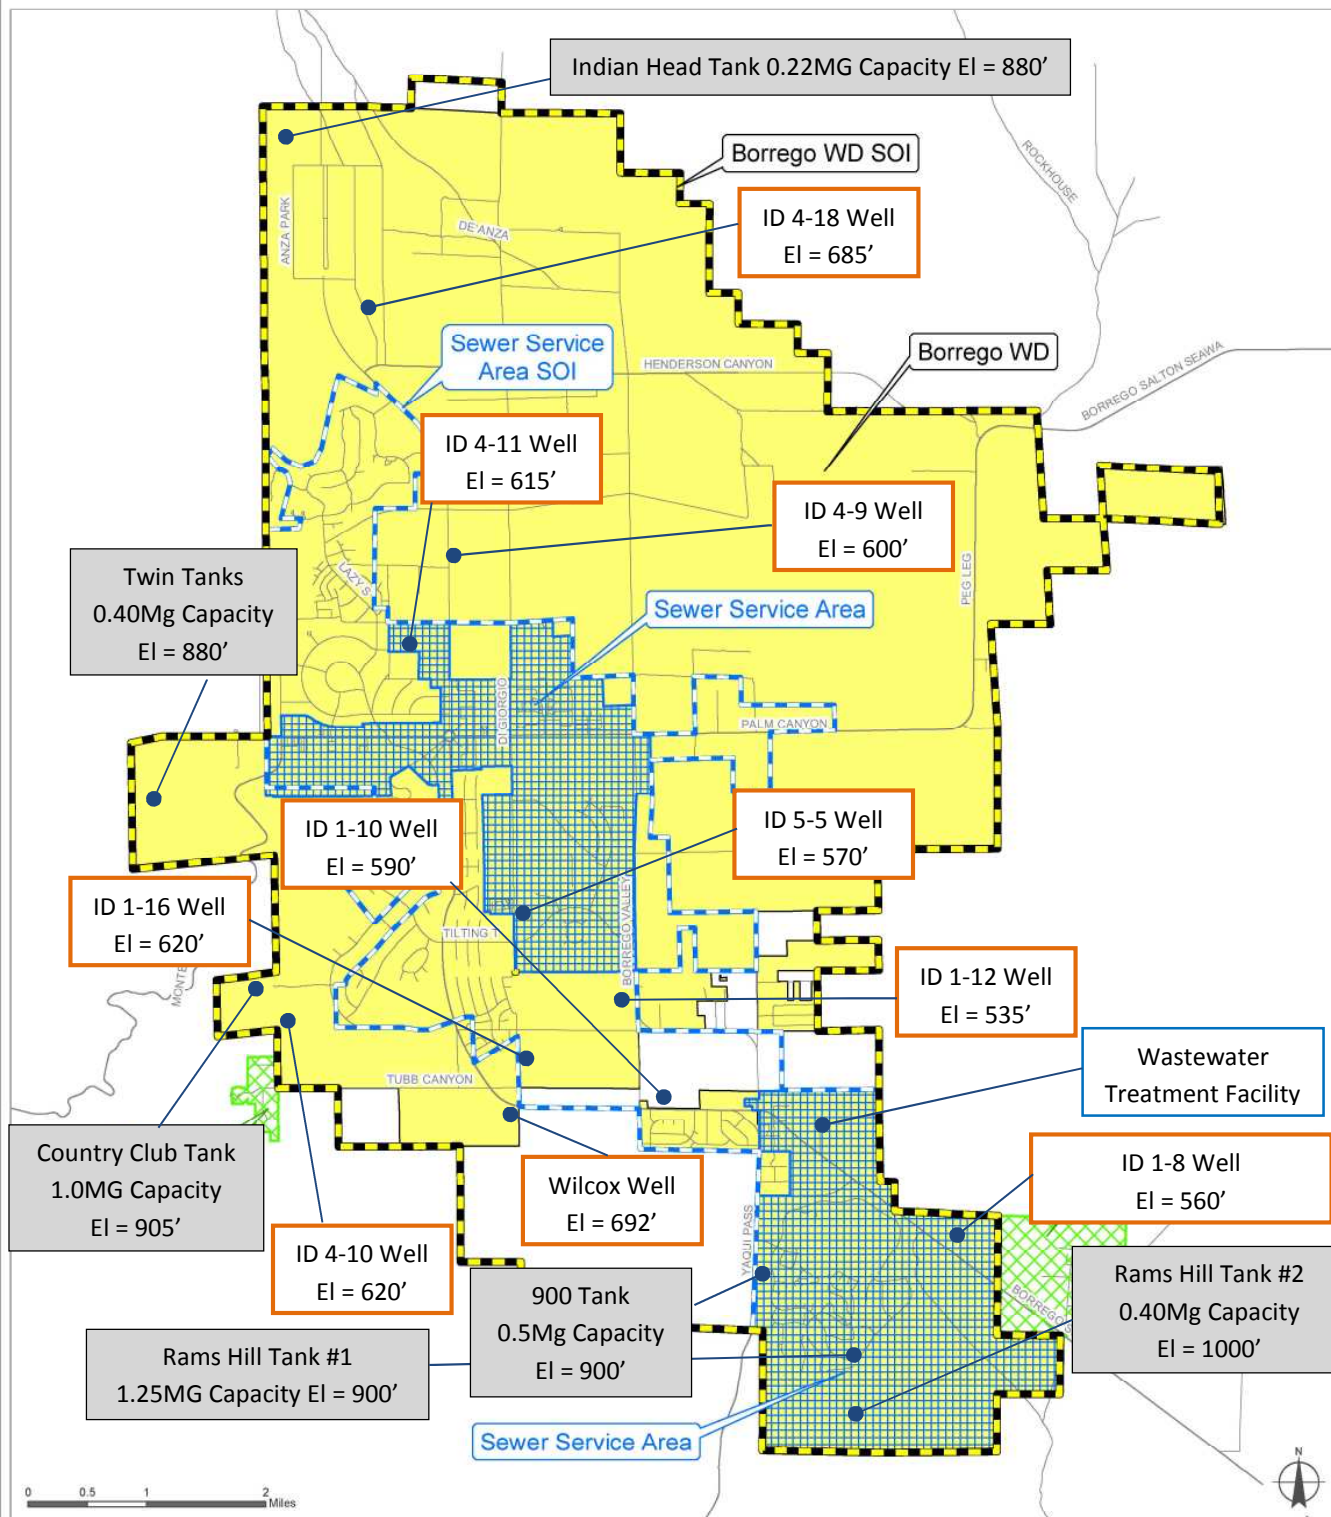 Indian Head Tank 0.22MG Capacity El = 880’
Borrego WD SOI
ROCKHOUSE
ID 4-18 Well
El = 685’
ANZA PARK
DE'ANZA
Sewer Service
Area SOI
Borrego WD
HENDERSON CANYON
BORREGO SALTON SEAWA
ID 4-11 Well
El = 615’
ID 4-9 Well
El = 600’
Twin Tanks
0.40Mg Capacity
El = 880’
LAZY S
PEG LEG
Sewer Service Area
DI GIORGIO
PALM CANYON
ID 1-10 Well
El = 590’
ID 5-5 Well
El = 570’
ID 1-16 Well
El = 620’
TILTING T
BORREGO VALLEY
MONTE
ID 1-12 Well
El = 535’
Wastewater
Treatment Facility
TUBB CANYON
Country Club Tank
1.0MG Capacity
El = 905’
Wilcox Well
El = 692’
ID 1-8 Well
El = 560’
ID 4-10 Well
El = 620’
YAQUI PASS
900 Tank
0.5Mg Capacity
El = 900’
BORREGO S
Rams Hill Tank #2
0.40Mg Capacity
El = 1000’
Rams Hill Tank #1
1.25MG Capacity El = 900’
Sewer Service Area
0 0.5 1 2
Miles
N